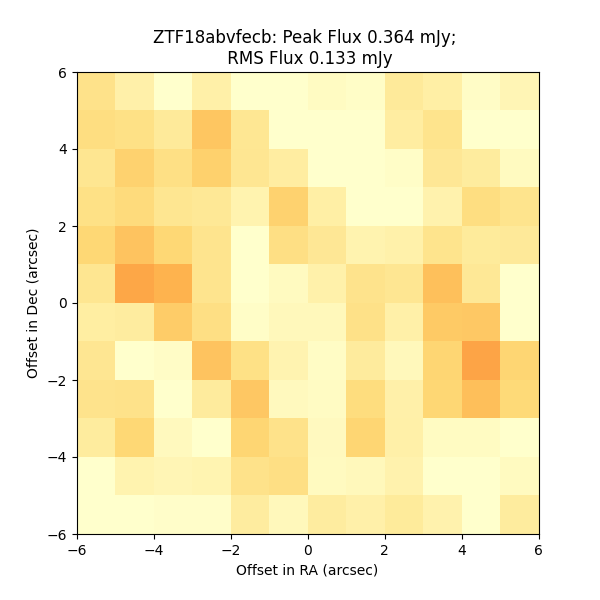 ZTF18abvfecb: Peak Flux 0.364 mJy;
RMS Flux 0.133 mJy
6
4
2
0
−2
−4
−6
Offset in Dec (arcsec)
−6 −4 −2 0 2 4 6
Offset in RA (arcsec)